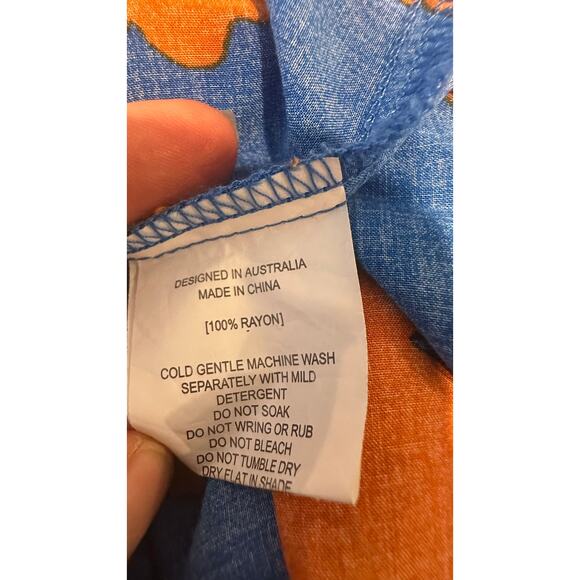 DESIGNED IN AUSTRALIA
MADE IN CHINA
[100% RAYON]
COLD GENTLE MACHINE WASH
SEPARATELY WITH MILD
DETERGENT
DO NOT SOAK
DO NOT WRING OR RUB
DO NOT BLEACH
DO NOT TUMBLE DRY
DRY FLAT IN SHADE